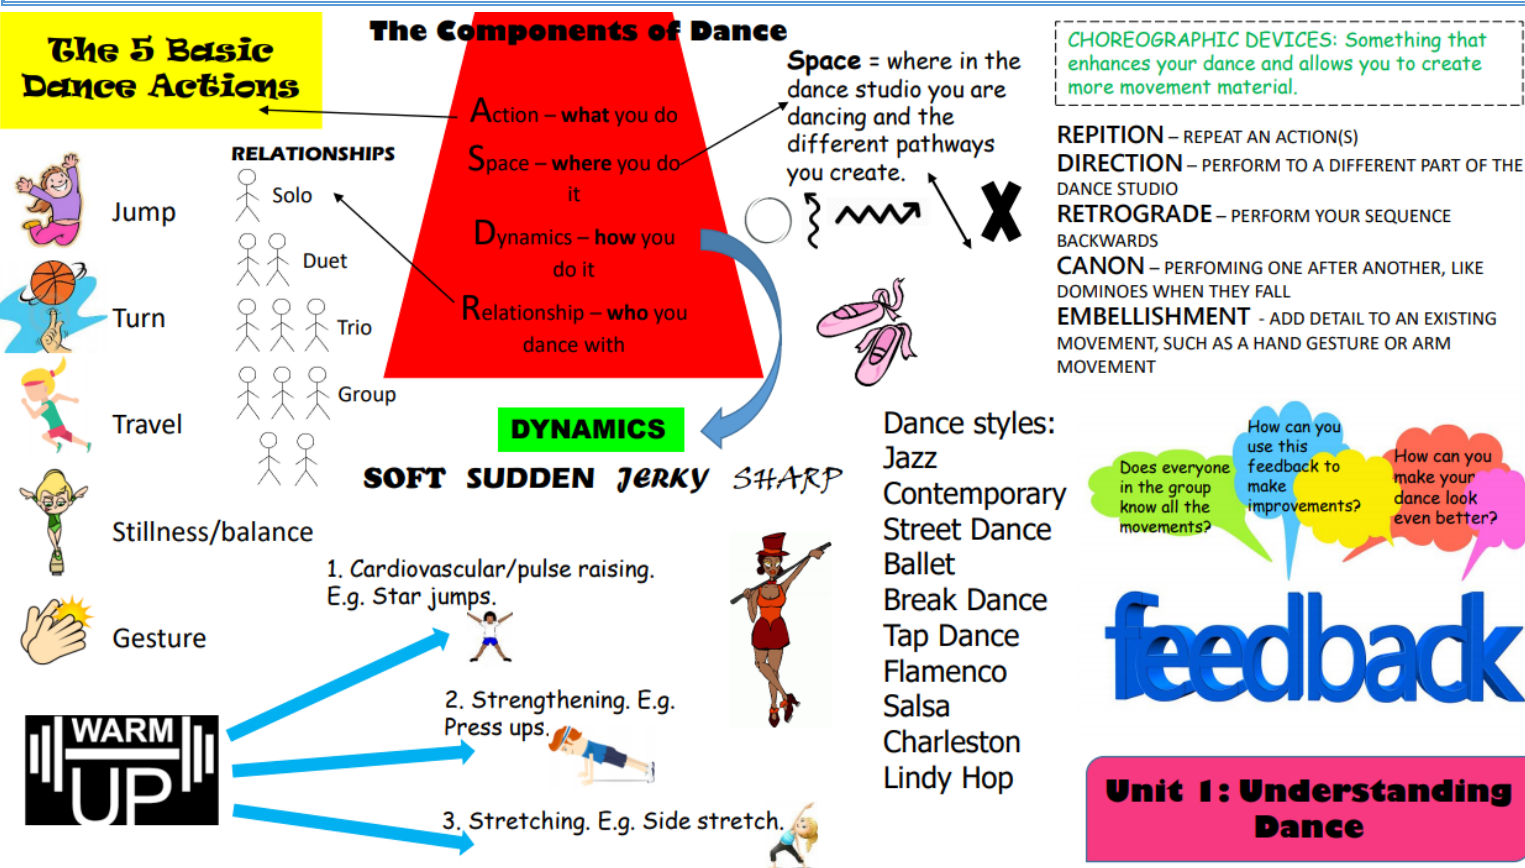 The 5 Basic
Dance Actions
Jump
Turn
Travel
Stillness/balance
Gesture
RELATIONSHIPS
Solo
Duet
Trio
Group
The Components of Dance
Action – what you do
Space – where you do
it
Dynamics – how you
do it
Relationship – who you
dance with
Space = where in the
dance studio you are
dancing and the
different pathways
you create.
DYNAMICS
SOFT SUDDEN JERKY SHARP
WARM
UP
1. Cardiovascular/pulse raising.
E.g. Star jumps.
2. Strengthening. E.g.
Press ups.
3. Stretching. E.g. Side stretch.
Dance styles:
Jazz
Contemporary
Street Dance
Ballet
Break Dance
Tap Dance
Flamenco
Salsa
Charleston
Lindy Hop
CHOREOGRAPHIC DEVICES: Something that
enhances your dance and allows you to create
more movement material.
REPITION – REPEAT AN ACTION(S)
DIRECTION – PERFORM TO A DIFFERENT PART OF THE
DANCE STUDIO
RETROGRADE – PERFORM YOUR SEQUENCE
BACKWARDS
CANON – PERFOMING ONE AFTER ANOTHER, LIKE
DOMINOES WHEN THEY FALL
EMBELLISHMENT - ADD DETAIL TO AN EXISTING
MOVEMENT, SUCH AS A HAND GESTURE OR ARM
MOVEMENT
Does everyone
in the group
know all the
movements?
How can you
use this
feedback to
make
improvements?
How can you
make your
dance look
even better?
feedback
Unit 1: Understanding
Dance